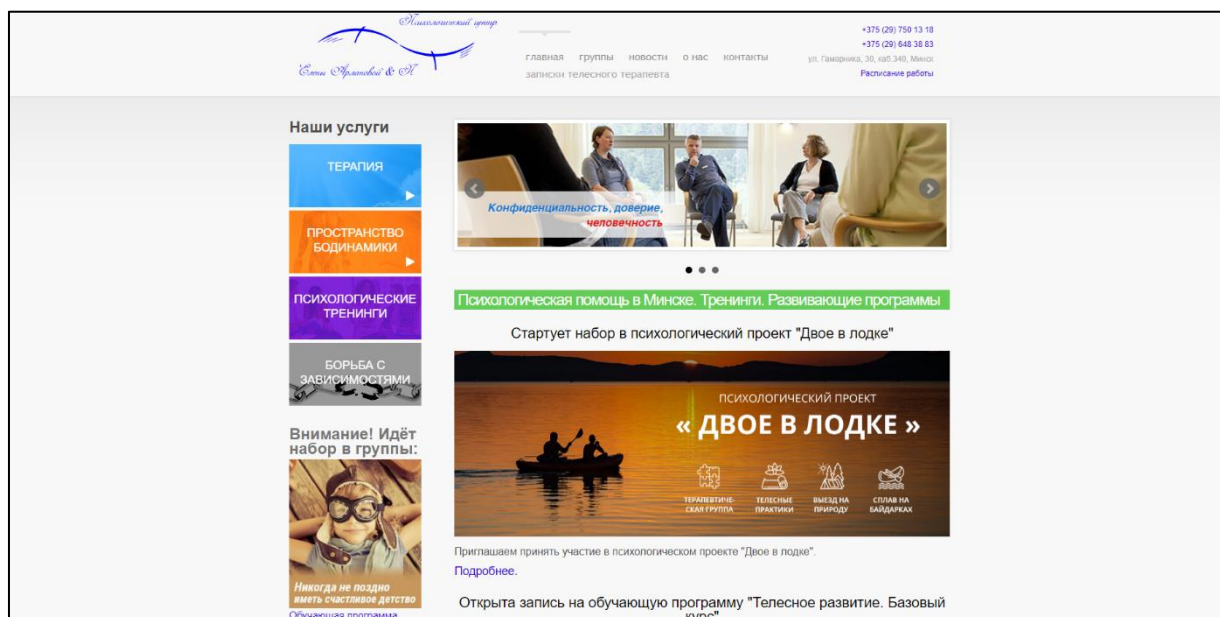 Психологический центр
Елены Арлановой & Я
главная группы новости о нас контакты
записки телесного терапевта
+375 (29) 750 13 18
+375 (29) 648 38 83
ул. Гамарника, 30, каб.340, Минск
Расписание работы
Наши услуги
ТЕРАПИЯ
ПРОСТРАНСТВО
БОДИНАМИКИ
ПСИХОЛОГИЧЕСКИЕ
ТРЕНИНГИ
БОРЬБА С
ЗАВИСИМОСТЯМИ
Внимание! Идёт
набор в группы:
Никогда не поздно
иметь счастливое детство
Обучающая программа
Конфиденциальность, доверие,
человечность
Психологическая помощь в Минске. Тренинги. Развивающие программы
Стартует набор в психологический проект "Двое в лодке"
ПСИХОЛОГИЧЕСКИЙ ПРОЕКТ
« ДВОЕ В ЛОДКЕ »
ТЕРАПЕВТИЧЕ-
СКАЯ ГРУППА
ТЕЛЕСНЫЕ
ПРАКТИКИ
ВЫЕЗД НА
ПРИРОДУ
СПЛАВ НА
БАЙДАРКАХ
Приглашаем принять участие в психологическом проекте "Двое в лодке".
Подробнее.
Открыта запись на обучающую программу "Телесное развитие. Базовый
курс"